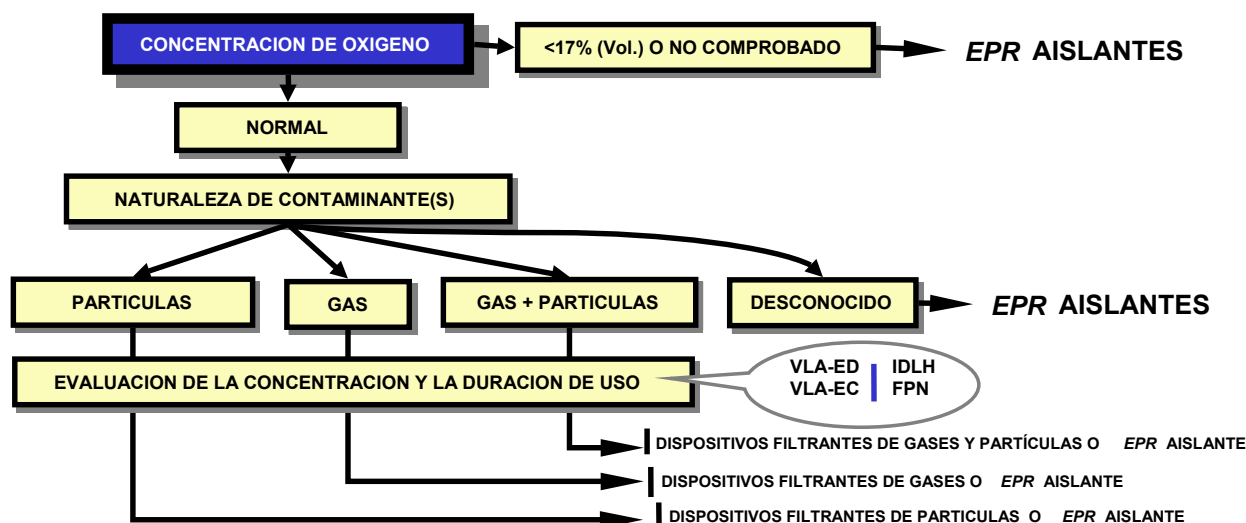 CONCENTRACION DE OXIGENO
<17% (Vol.) O NO COMPROBADO
EPR AISLANTES
NORMAL
NATURALEZA DE CONTAMINANTE(S)
PARTICULAS
GAS
GAS + PARTICULAS
DESCONOCIDO
EPR AISLANTES
EVALUACION DE LA CONCENTRACION Y LA DURACION DE USO
VLA-ED IDLH
VLA-EC FPN
DISPOSITIVOS FILTRANTES DE GASES Y PARTÍCULAS O EPR AISLANTE
DISPOSITIVOS FILTRANTES DE GASES O EPR AISLANTE
DISPOSITIVOS FILTRANTES DE PARTICULAS O EPR AISLANTE